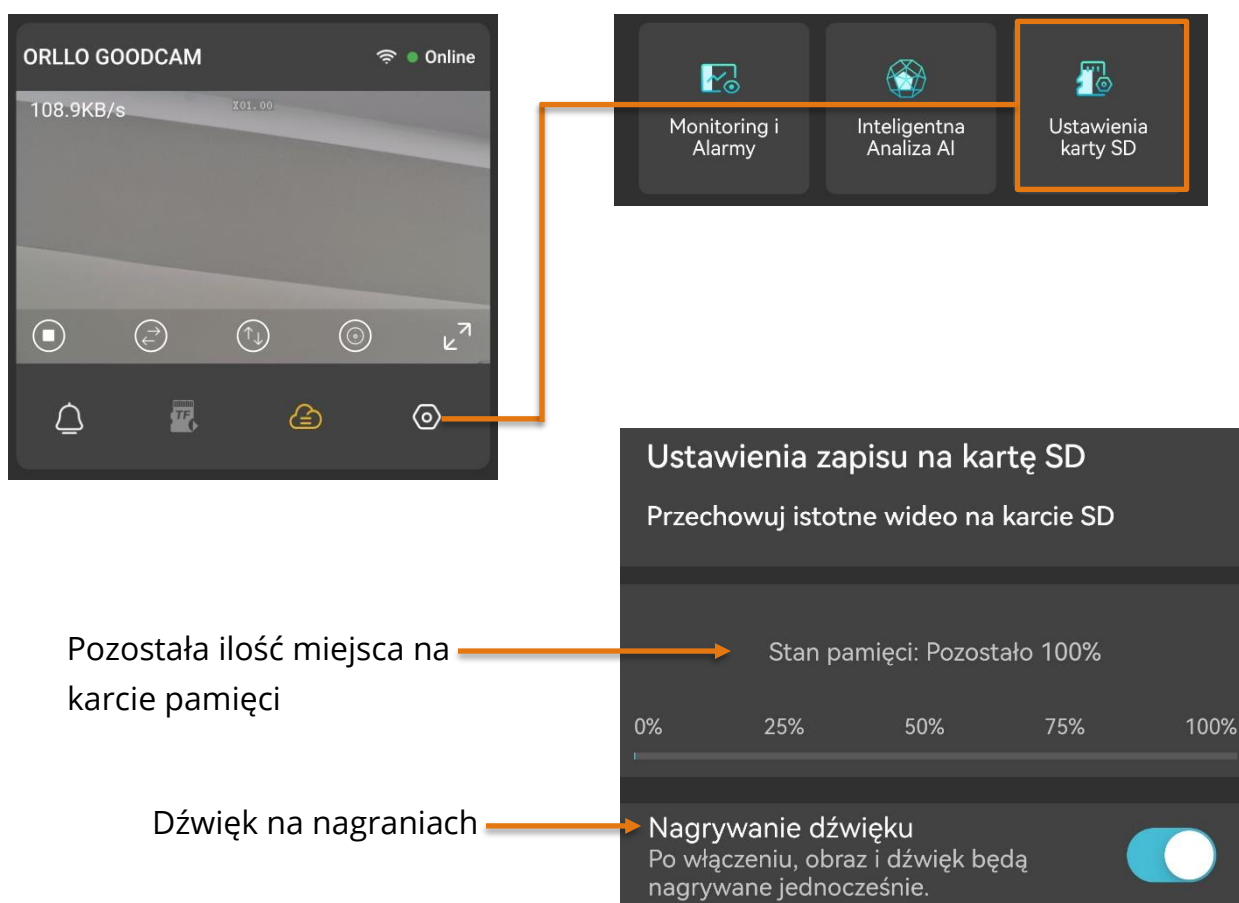 ORLLO GOODCAM
Online
108.9KB/s
X01.00
TF
Monitoring i
Alarmy
Inteligentna
Analiza AI
Ustawienia
karty SD
Ustawienia zapisu na kartę SD
Przechowuj istotne wideo na karcie SD
Pozostała ilość miejsca na
karcie pamięci
Stan pamięci: Pozostało 100%
0% 25% 50% 75% 100%
Dźwięk na nagraniach
Nagrywanie dźwięku
Po włączeniu, obraz i dźwięk będą
nagrywane jednocześnie.